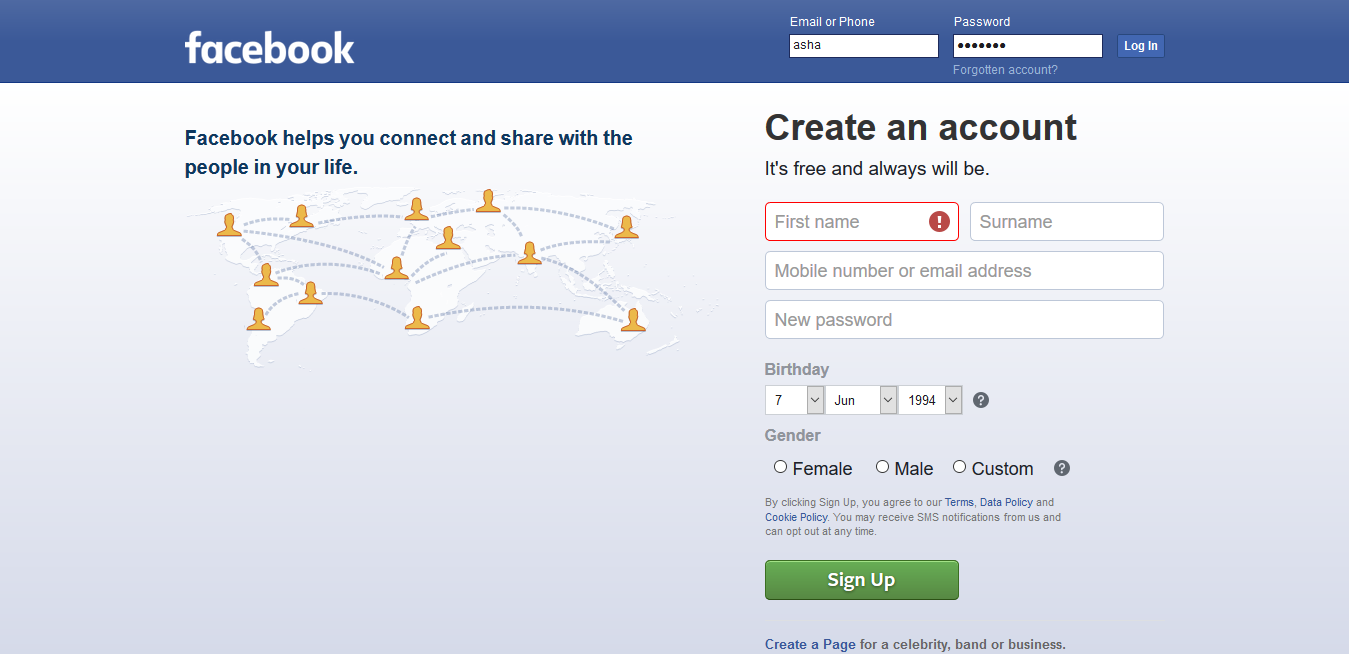 facebook
Email or Phone
Password
asha
•••••••
Log In
Forgotten account?
Facebook helps you connect and share with the
people in your life.
Create an account
It's free and always will be.
First name
!
Surname
Mobile number or email address
New password
Birthday
7
Jun
1994
?
Gender
Female
Male
Custom
?
By clicking Sign Up, you agree to our Terms, Data Policy and
Cookie Policy. You may receive SMS notifications from us and
can opt out at any time.
Sign Up
Create a Page for a celebrity, band or business.